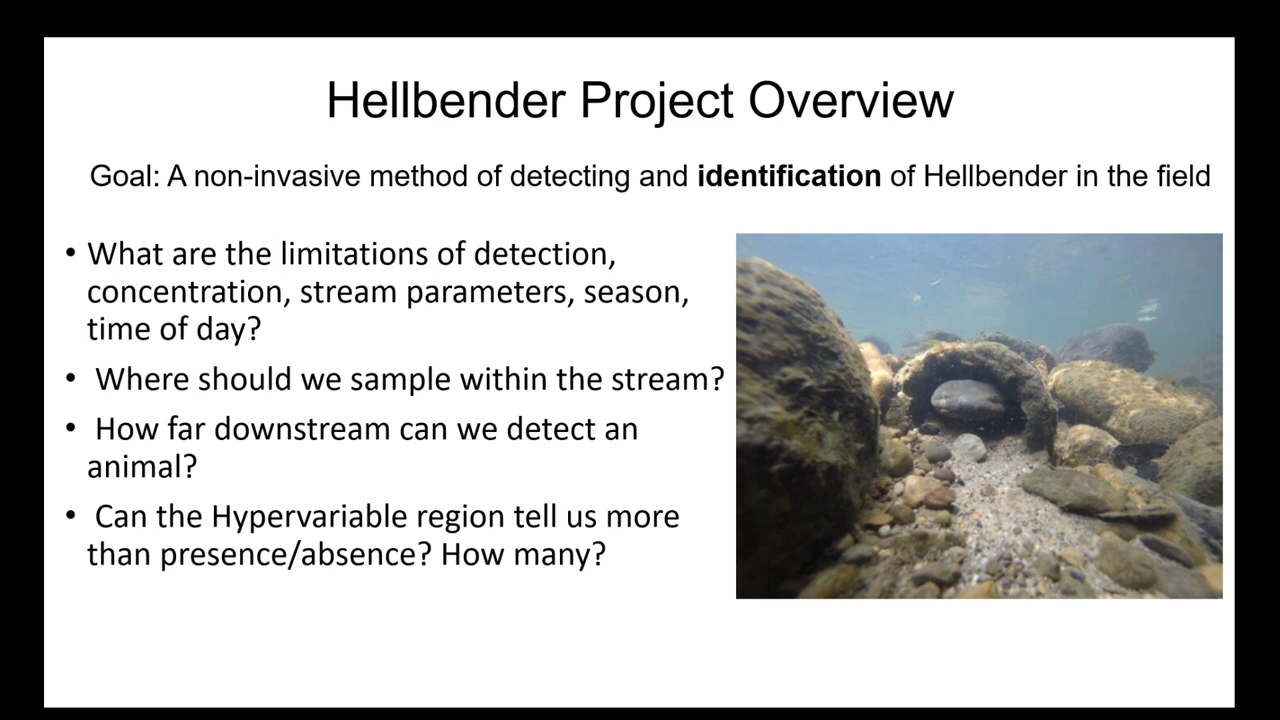 Hellbender Project Overview
Goal: A non-invasive method of detecting and identification of Hellbender in the field
• What are the limitations of detection,
concentration, stream parameters, season,
time of day?
• Where should we sample within the stream?
• How far downstream can we detect an
animal?
• Can the Hypervariable region tell us more
than presence/absence? How many?